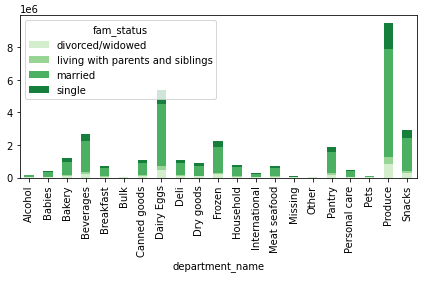 1e6
fam_status
divorced/widowed
living with parents and siblings
married
single
8
6
4
2
0
Alcohol
Babies
Bakery
Beverages
Breakfast
Bulk
Canned goods
Dairy Eggs
Deli
Dry goods
Frozen
Household
International
Meat seafood
Missing
Other
Pantry
Personal care
Pets
Produce
Snacks
department_name